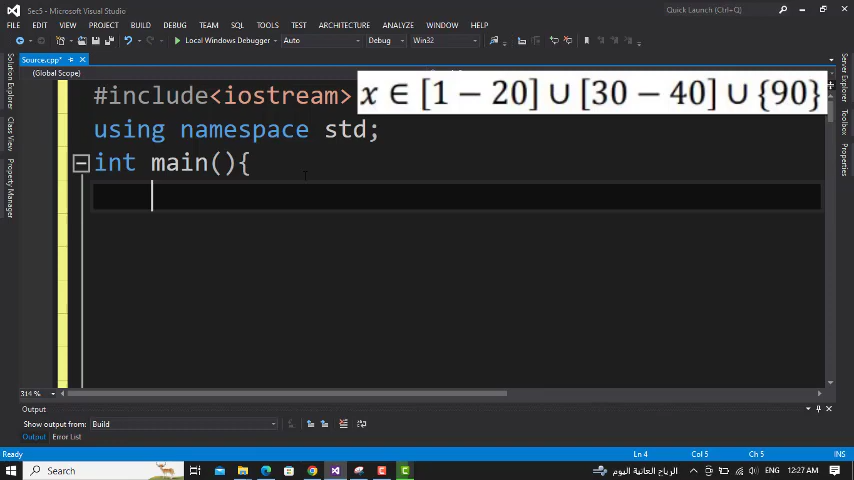 Sec5 - Microsoft Visual Studio
Quick Launch (Ctrl+Q)
FILE EDIT VIEW PROJECT BUILD DEBUG TEAM SQL TOOLS TEST ARCHITECTURE ANALYZE WINDOW HELP
Local Windows Debugger Auto Debug Win32
Source.cpp*
(Global Scope)
Solution Explorer
Class View
Property Manager
Server Explorer
Toolbox
#include<iostream>
x ∈ [1 − 20] ∪ [30 − 40] ∪ {90}
using namespace std;
int main(){
314 %
Output
Show output from: Build
Output Error List
Ready Ln 4 Col 5 Ch 5 INS
Search الرياح العاتية اليوم ENG 12:27 AM